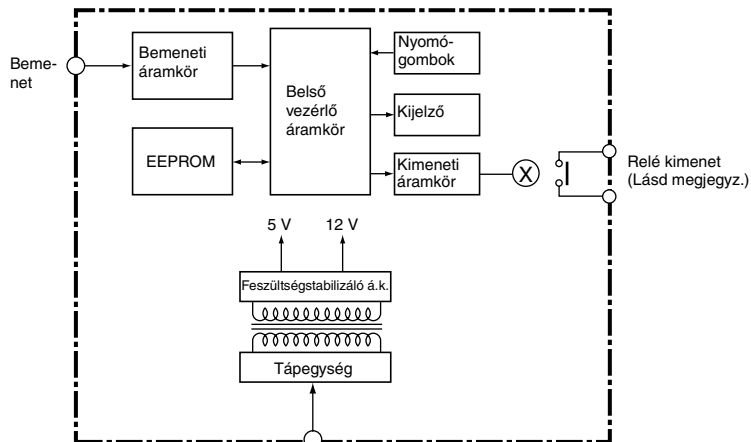 Beme-
net
Bemeneti
áramkör
EEPROM
Belső
vezérlő
áramkör
Nyomó-
gombok
Kijelző
Kimeneti
áramkör
X
Relé kimenet
(Lásd megjegyz.)
5 V
12 V
Feszültségstabilizáló á.k.
Tápegység